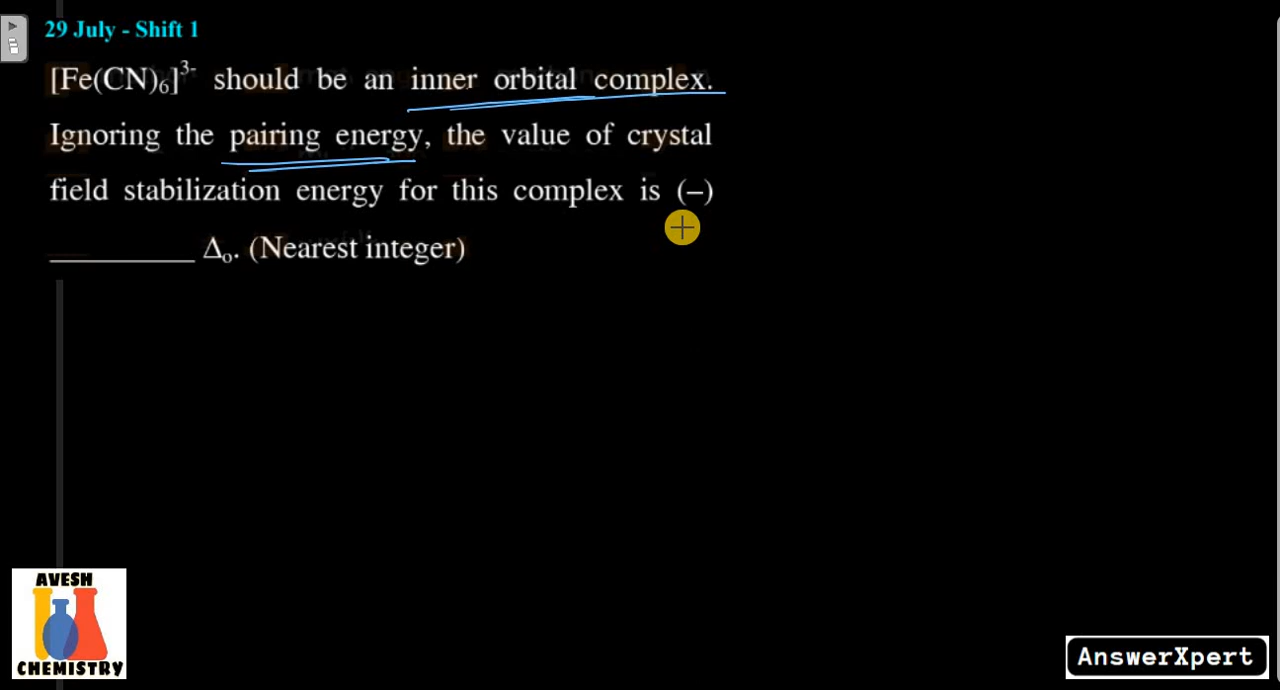 29 July - Shift 1
[Fe(CN)₆]³⁻ should be an inner orbital complex.
Ignoring the pairing energy, the value of crystal
field stabilization energy for this complex is (–)
__________ Δₒ. (Nearest integer)
AVESH
CHEMISTRY
AnswerXpert